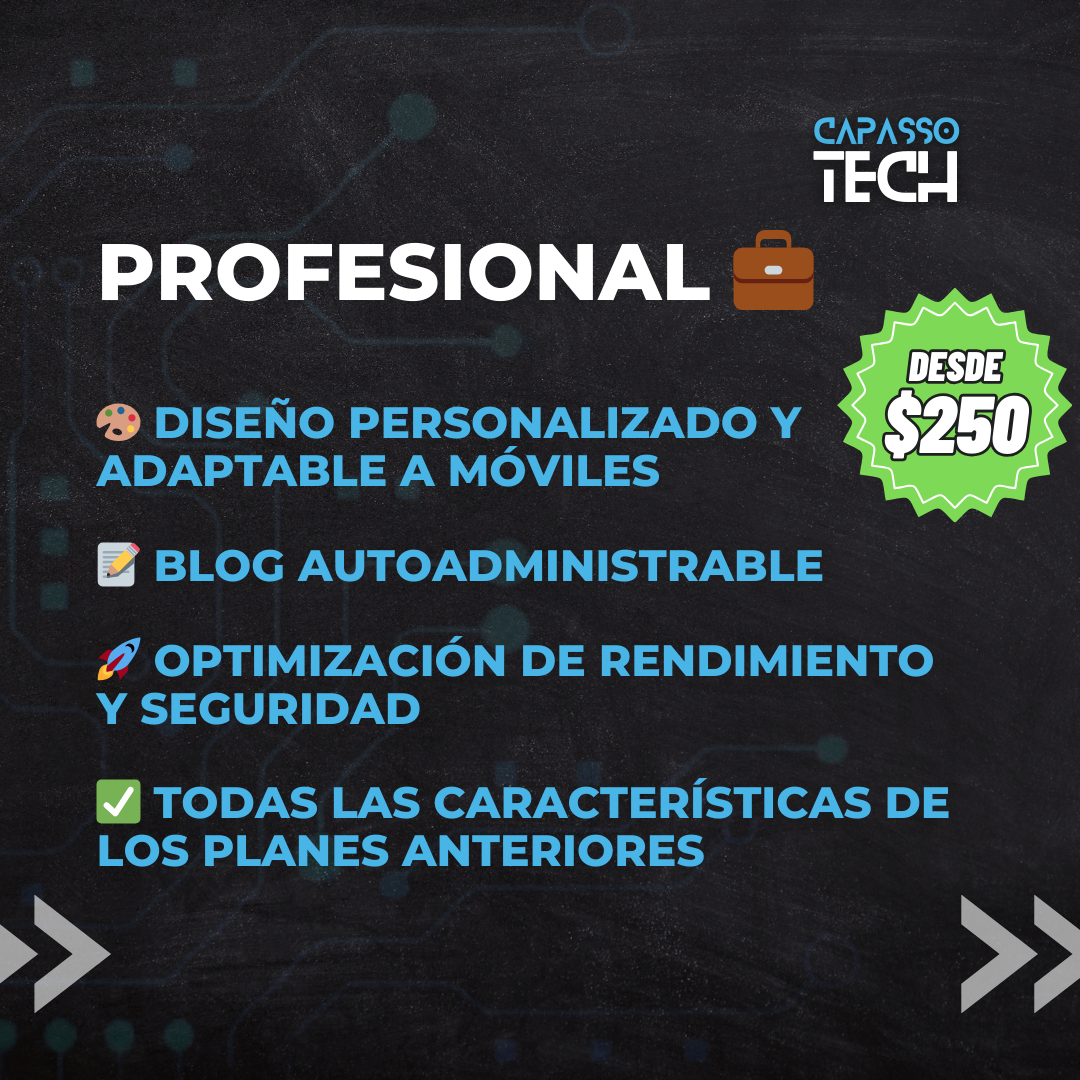 CAPASSO
TECH
PROFESIONAL 💼
DESDE
$250
🎨 DISEÑO PERSONALIZADO Y
ADAPTABLE A MÓVILES
📝 BLOG AUTOADMINISTRABLE
🚀 OPTIMIZACIÓN DE RENDIMIENTO
Y SEGURIDAD
✅ TODAS LAS CARACTERÍSTICAS DE
LOS PLANES ANTERIORES